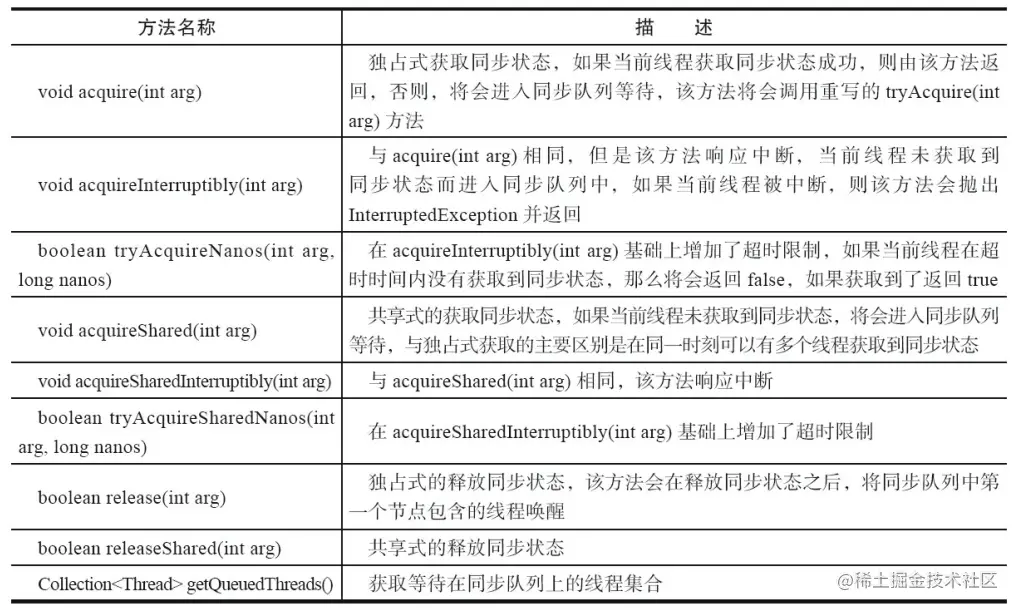 方法名称
描 述
void acquire(int arg)
独占式获取同步状态，如果当前线程获取同步状态成功，则由该方法返
回，否则，将会进入同步队列等待，该方法将会调用重写的 tryAcquire(int
arg) 方法
void acquireInterruptibly(int arg)
与 acquire(int arg) 相同，但是该方法响应中断，当前线程未获取到
同步状态而进入同步队列中，如果当前线程被中断，则该方法会抛出
InterruptedException 并返回
boolean tryAcquireNanos(int arg,
long nanos)
在 acquireInterruptibly(int arg) 基础上增加了超时限制，如果当前线程在超
时时间内没有获取到同步状态，那么将会返回 false，如果获取到了返回 true
void acquireShared(int arg)
共享式的获取同步状态，如果当前线程未获取到同步状态，将会进入同步队列
等待，与独占式获取的主要区别是在同一时刻可以有多个线程获取到同步状态
void acquireSharedInterruptibly(int arg)
与 acquireShared(int arg) 相同，该方法响应中断
boolean tryAcquireSharedNanos(int
arg, long nanos)
在 acquireSharedInterruptibly(int arg) 基础上增加了超时限制
boolean release(int arg)
独占式的释放同步状态，该方法会在释放同步状态之后，将同步队列中第
一个节点包含的线程唤醒
boolean releaseShared(int arg)
共享式的释放同步状态
Collection<Thread> getQueuedThreads()
获取等待在同步队列上的线程集合
@稀土掘金技术社区